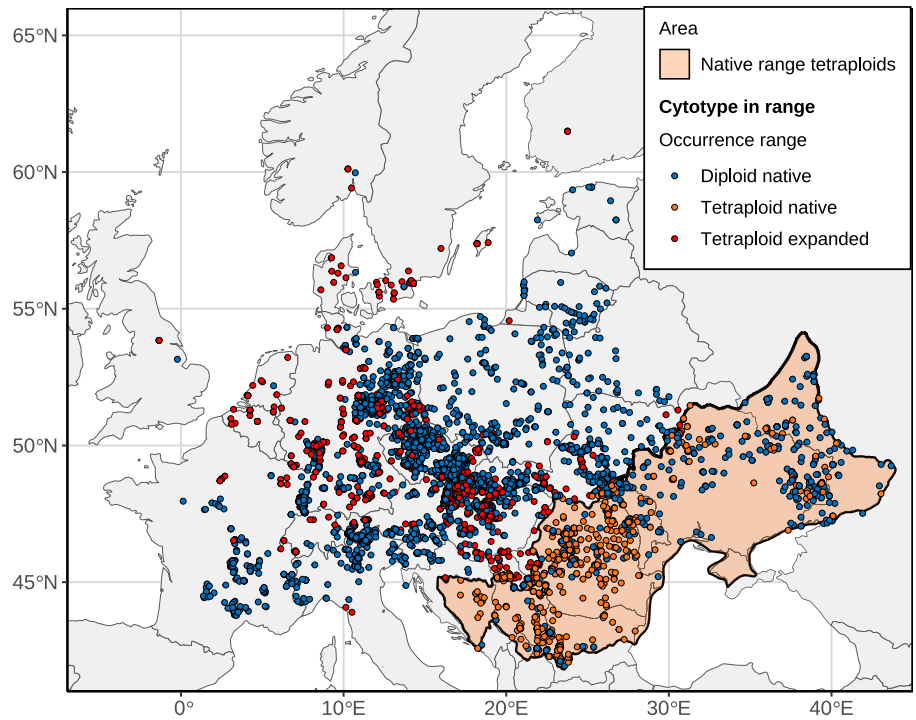 65°N
60°N
55°N
50°N
45°N
0°
10°E
20°E
30°E
40°E
Area
Native range tetraploids
Cytotype in range
Occurrence range
Diploid native
Tetraploid native
Tetraploid expanded